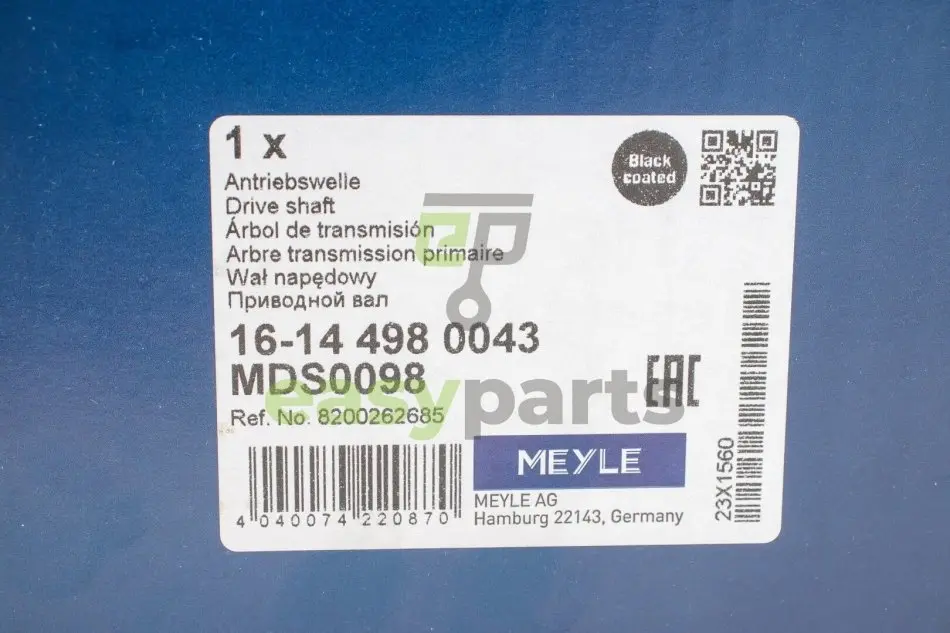 1 x
Black
coated
Antriebswelle
Drive shaft
Árbol de transmisión
Arbre transmission primaire
Wał napędowy
Приводной вал
ep
16-14 498 0043
MDS0098
easyparts
EAC
Ref. No. 8200262685
MEYLE
MEYLE AG
Hamburg 22143, Germany
4 040074 220870
23X1560